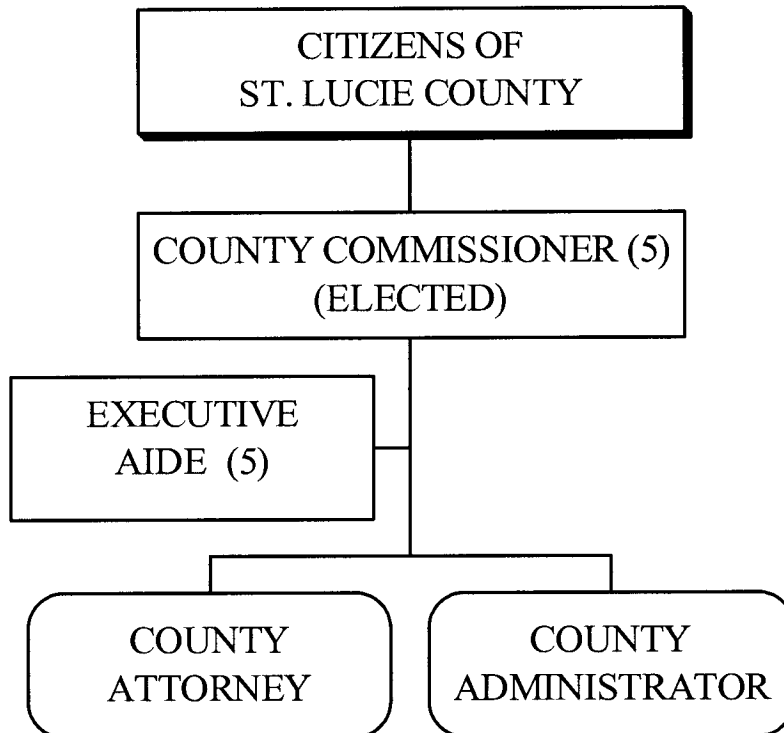 CITIZENS OF
ST. LUCIE COUNTY
COUNTY COMMISSIONER (5)
(ELECTED)
EXECUTIVE
AIDE (5)
COUNTY
ATTORNEY
COUNTY
ADMINISTRATOR